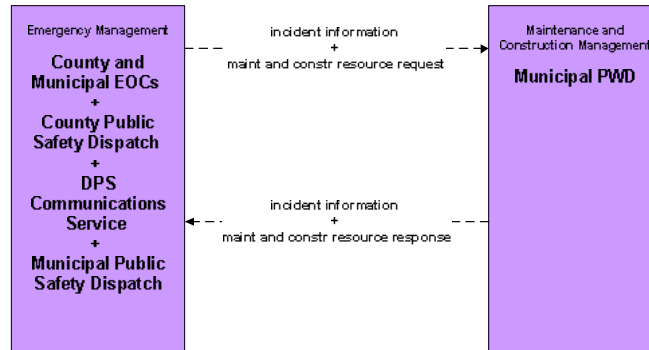 Emergency Management
County and
Municipal EOCs
+
County Public
Safety Dispatch
+
DPS
Communications
Service
+
Municipal Public
Safety Dispatch
incident information
+
maint and constr resource request
incident information
+
maint and constr resource response
Maintenance and
Construction Management
Municipal PWD